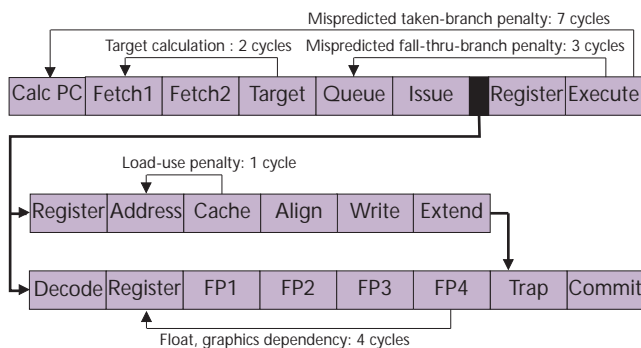 Mispredicted taken-branch penalty: 7 cycles
Target calculation : 2 cycles
Mispredicted fall-thru-branch penalty: 3 cycles
Calc PC Fetch1 Fetch2 Target Queue Issue Register Execute
Load-use penalty: 1 cycle
Register Address Cache Align Write Extend
Decode Register FP1 FP2 FP3 FP4 Trap Commit
Float, graphics dependency: 4 cycles